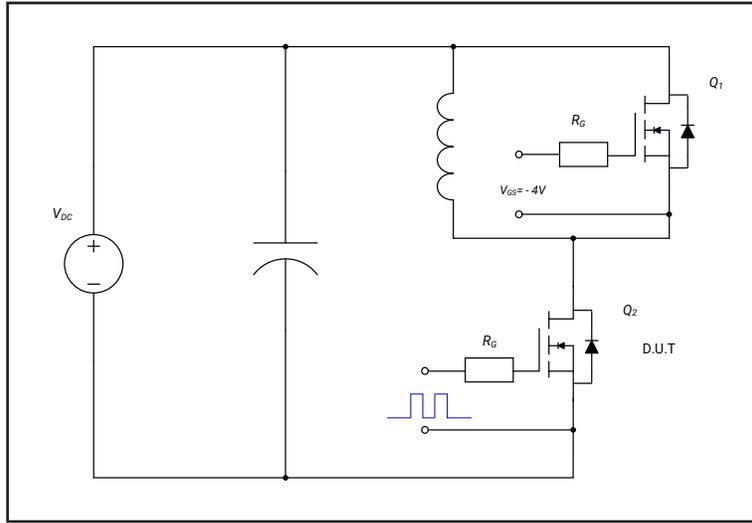 Q1
RG
VGS= - 4V
VDC
+
−
Q2
RG
D.U.T